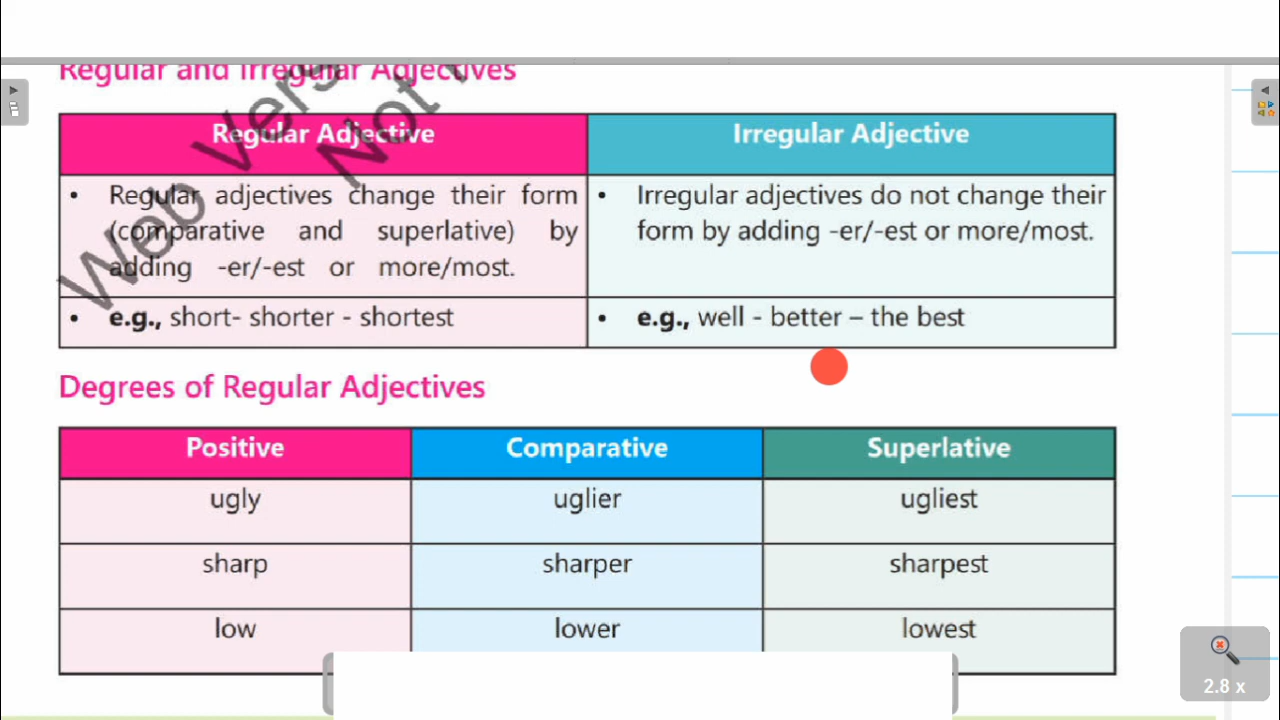 Regular and Irregular Adjectives
Web Vers
Not
Regular Adjective
Irregular Adjective
• Regular adjectives change their form
(comparative and superlative) by
adding -er/-est or more/most.
• Irregular adjectives do not change their
form by adding -er/-est or more/most.
• e.g., short- shorter - shortest
• e.g., well - better – the best
Degrees of Regular Adjectives
Positive
Comparative
Superlative
ugly
uglier
ugliest
sharp
sharper
sharpest
low
lower
lowest
2.8 x